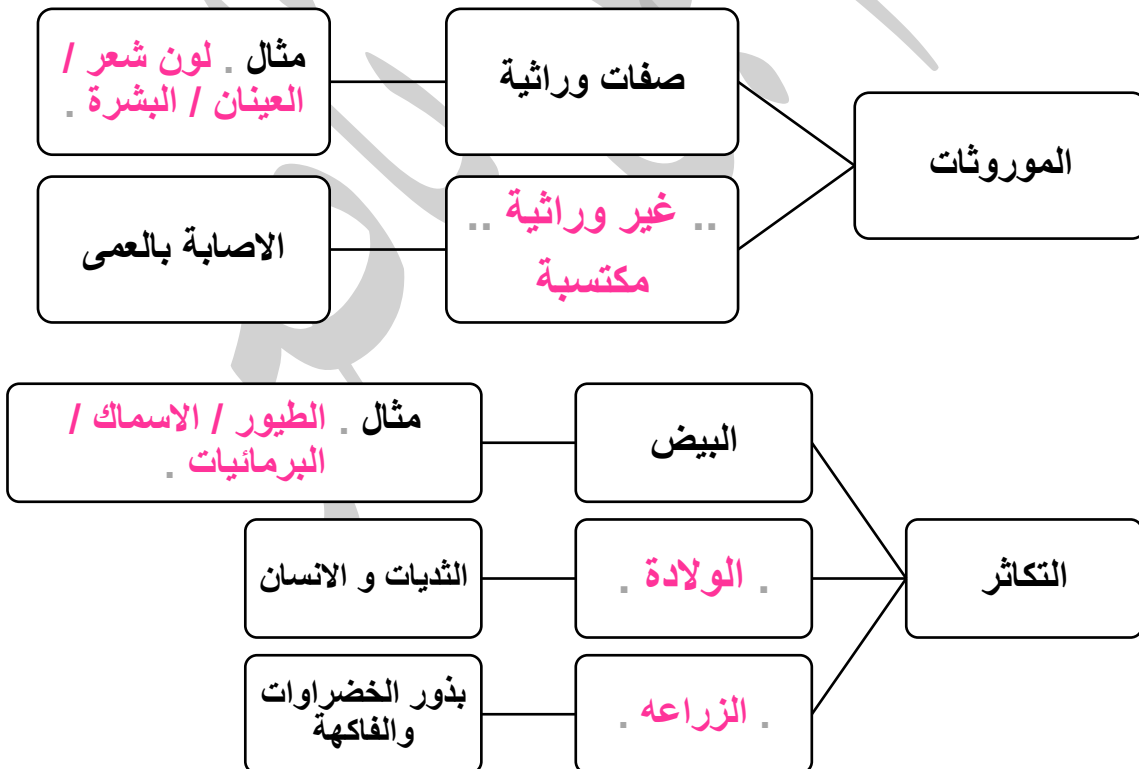 الموروثات
صفات وراثية
مثال . لون شعر /
العينان / البشرة .
.. غير وراثية ..
مكتسبة
الاصابة بالعمى
التكاثر
البيض
مثال . الطيور / الاسماك /
البرمائيات .
. الولادة .
الثديات و الانسان
. الزراعه .
بذور الخضراوات
والفاكهة